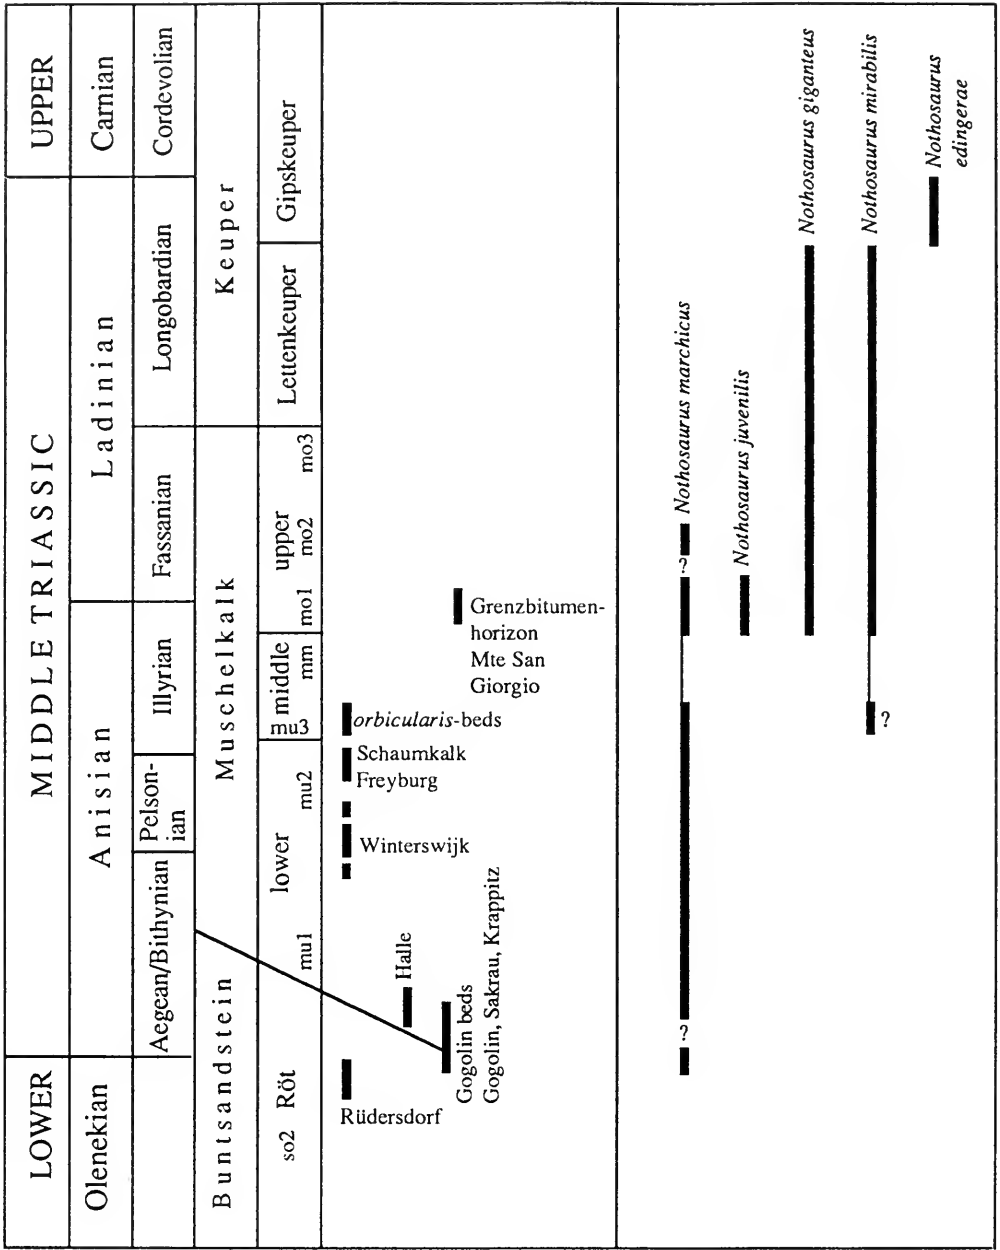 LOWER
MIDDLE TRIASSIC
UPPER
Olenekian
Anisian
Ladinian
Carnian
Aegean/Bithynian
Pelson-
ian
Illyrian
Fassanian
Longobardian
Cordevolian
Buntsandstein
Muschelkalk
Keuper
so2 Röt
mu1
lower
mu2
mu3
middle
mm
mo1
upper
mo2
mo3
Lettenkeuper
Gipskeuper
Rüdersdorf
Gogolin beds
Gogolin, Sakrau, Krappitz
Halle
Winterswijk
Schaumkalk
Freyburg
orbicularis-beds
Grenzbitumen-
horizon
Mte San
Giorgio
?
?
Nothosaurus marchicus
Nothosaurus juvenilis
Nothosaurus giganteus
?
Nothosaurus mirabilis
Nothosaurus
edingerae